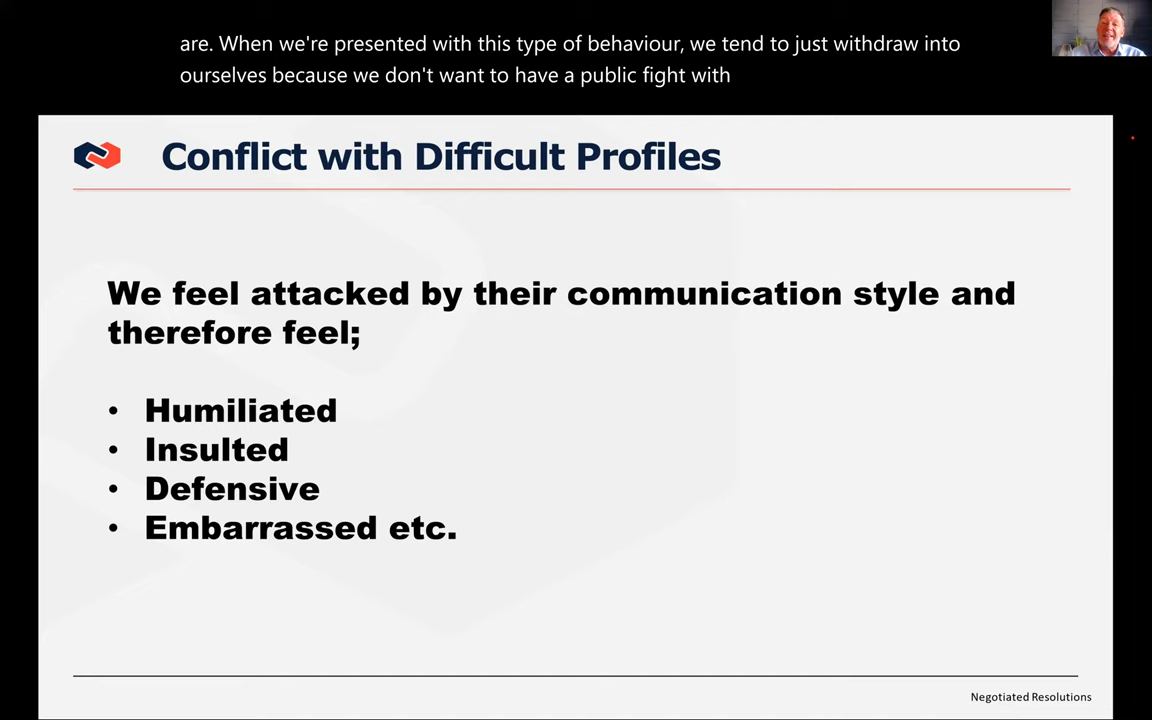 are. When we're presented with this type of behaviour, we tend to just withdraw into
ourselves because we don't want to have a public fight with
Conflict with Difficult Profiles
We feel attacked by their communication style and
therefore feel;
• Humiliated
• Insulted
• Defensive
• Embarrassed etc.
Negotiated Resolutions